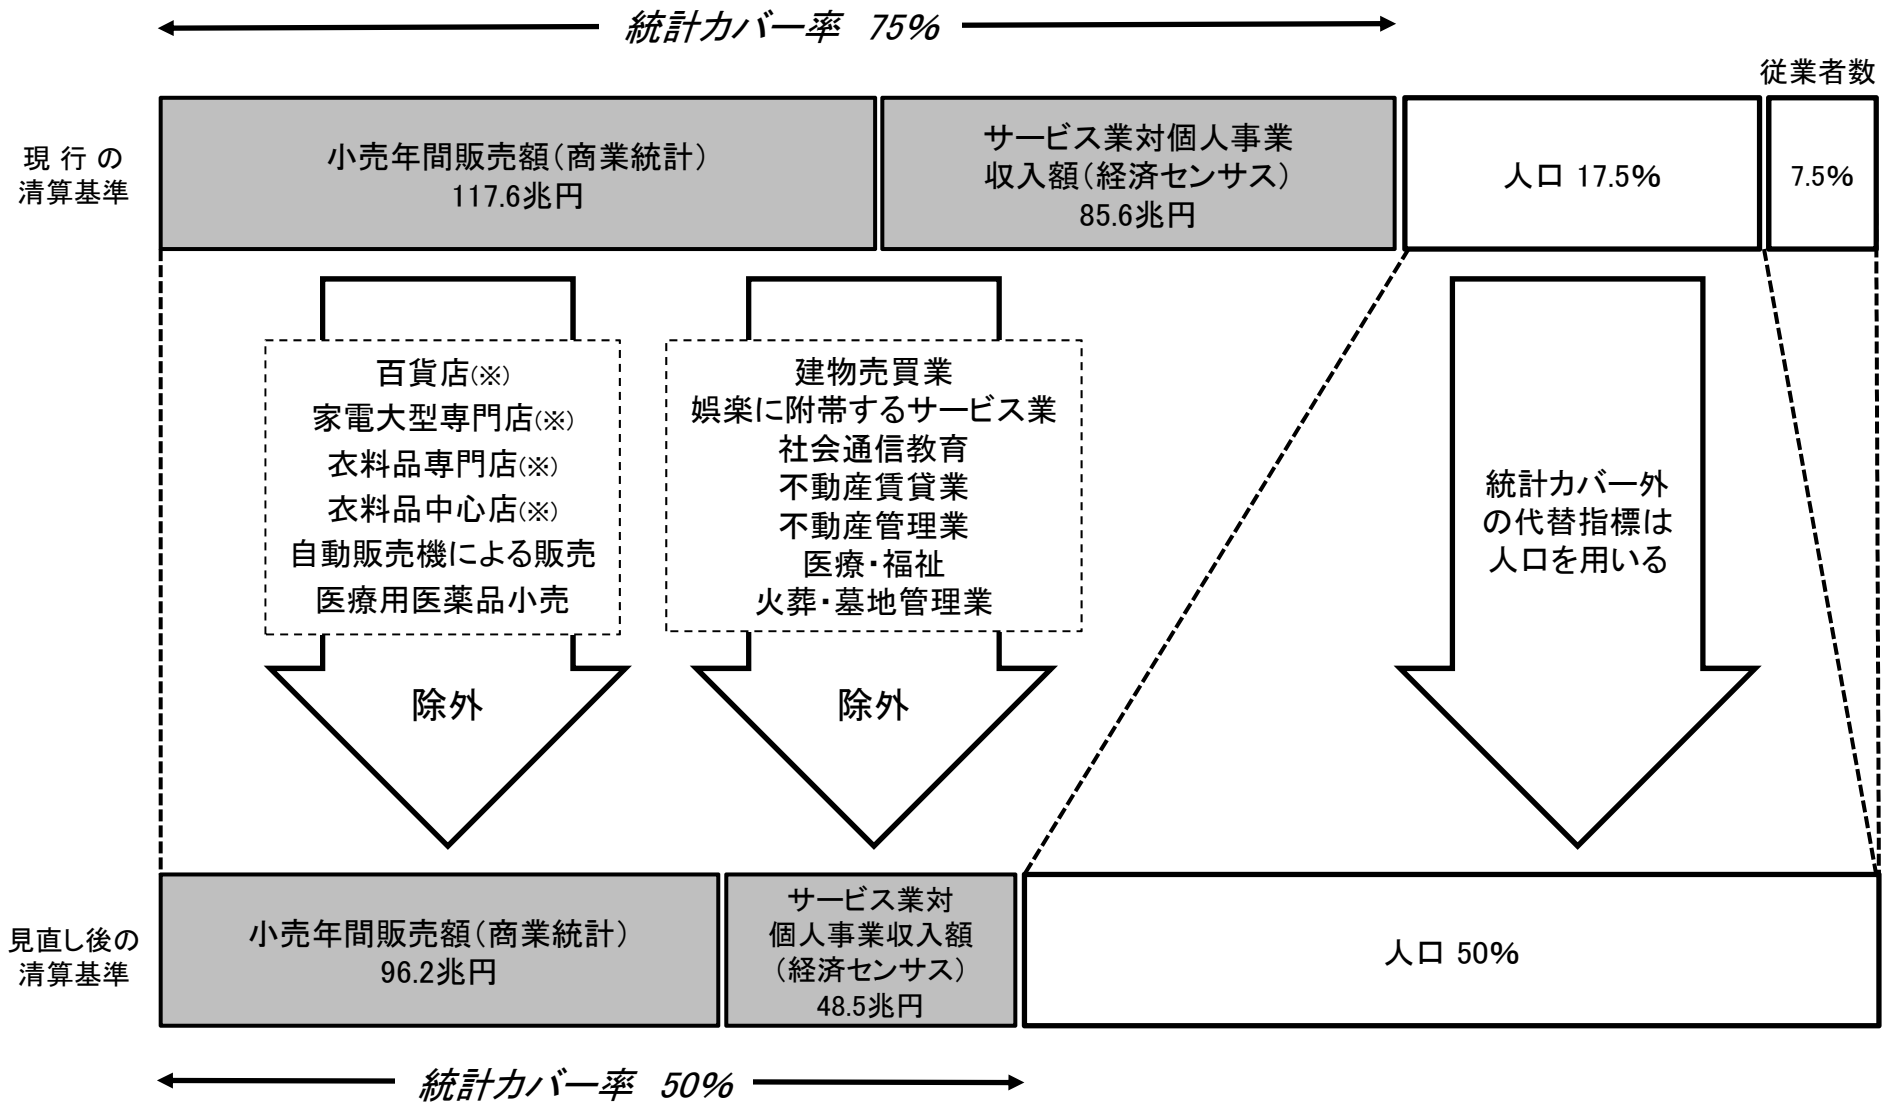 統計カバー率 75%
従業者数
現行の
清算基準
小売年間販売額(商業統計)
117.6兆円
サービス業対個人事業
収入額(経済センサス)
85.6兆円
人口 17.5%
7.5%
百貨店(※)
家電大型専門店(※)
衣料品専門店(※)
衣料品中心店(※)
自動販売機による販売
医療用医薬品小売
除外
建物売買業
娯楽に附帯するサービス業
社会通信教育
不動産賃貸業
不動産管理業
医療・福祉
火葬・墓地管理業
除外
統計カバー外
の代替指標は
人口を用いる
見直し後の
清算基準
小売年間販売額(商業統計)
96.2兆円
サービス業対
個人事業収入額
(経済センサス)
48.5兆円
人口 50%
統計カバー率 50%